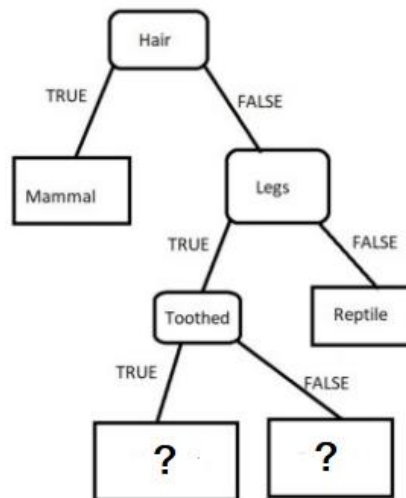 Hair
TRUE
FALSE
Mammal
Legs
TRUE
FALSE
Toothed
Reptile
TRUE
FALSE
?
?